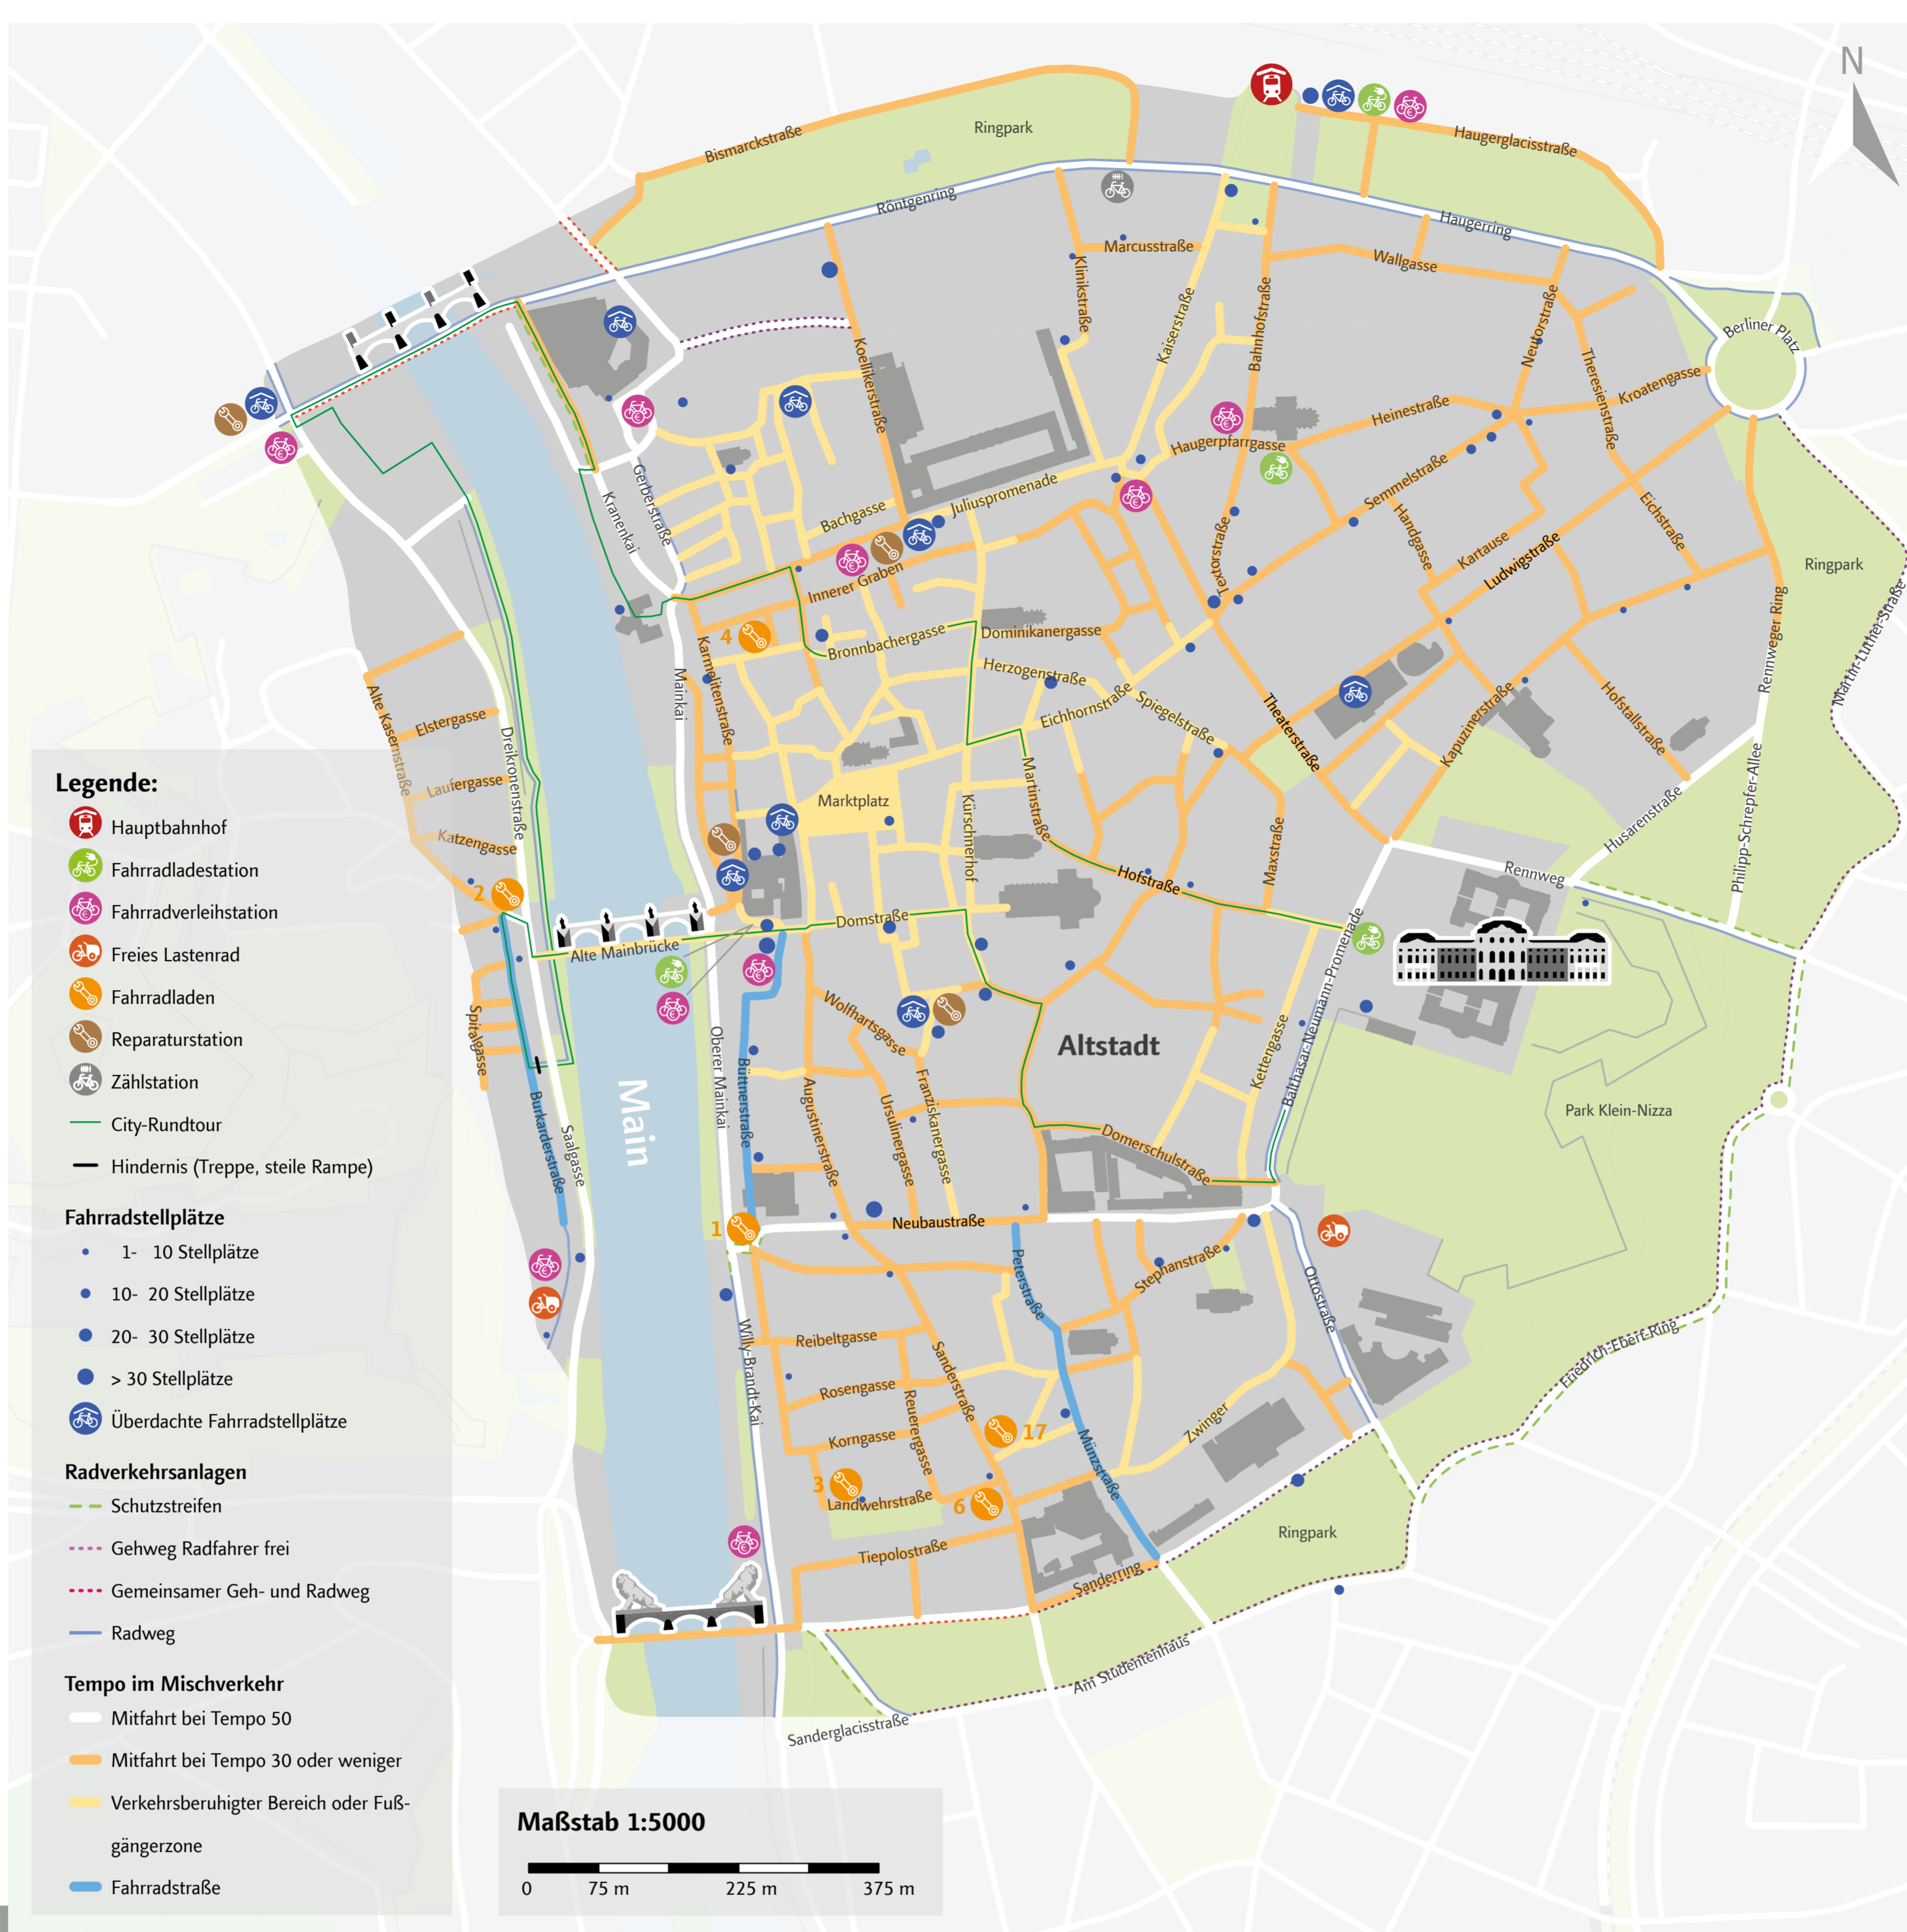 N
Ringpark
Bismarckstraße
Haugerglacisstraße
Röntgenring
Haugerring
Marcusstraße
Wallgasse
Klinikstraße
Kaiserstraße
Bahnhofstraße
Neutorstraße
Berliner Platz
Koellikerstraße
Theresienstraße
Kroatengasse
Heinestraße
Haugerpfarrgasse
Semmelstraße
Gerberstraße
Kranenkai
Bachgasse
Juliuspromenade
Eichstraße
Handgasse
Kartause
Ludwigstraße
Textorstraße
Ringpark
Innerer Graben
Martin-Luther-Straße
Rennweger Ring
4
Bronnbachergasse
Dominikanergasse
Karmelitenstraße
Mainkai
Herzogenstraße
Eichhornstraße
Spiegelstraße
Theaterstraße
Kapuzinerstraße
Hofstallstraße
Alte Kasernstraße
Elstergasse
Dreikronenstraße
Laufergasse
Katzengasse
Marktplatz
Martinstraße
Kürschnerhof
Maxstraße
Hofstraße
Husarenstraße
Philipp-Schrepfer-Allee
Rennweg
2
Domstraße
Alte Mainbrücke
Balthasar-Neumann-Promenade
Wolfhartsgasse
Altstadt
Kettengasse
Spitalgasse
Oberer Mainkai
Büttnerstraße
Augustinerstraße
Ursulinergasse
Franziskanergasse
Main
Burkarderstraße
Saalgasse
Domerschulstraße
Park Klein-Nizza
1
Neubaustraße
Peterstraße
Stephanstraße
Ottostraße
Willy-Brandt-Kai
Reibeltgasse
Sanderstraße
Friedrich-Ebert-Ring
Rosengasse
Reuerergasse
Korngasse
17
Münzstraße
Zwinger
3
Landwehrstraße
6
Ringpark
Tiepolostraße
Sanderring
Am Studentenhaus
Sanderglacisstraße
Legende:
Hauptbahnhof
Fahrradladestation
Fahrradverleihstation
Freies Lastenrad
Fahrradladen
Reparaturstation
Zählstation
City-Rundtour
Hindernis (Treppe, steile Rampe)
Fahrradstellplätze
1- 10 Stellplätze
10- 20 Stellplätze
20- 30 Stellplätze
> 30 Stellplätze
Überdachte Fahrradstellplätze
Radverkehrsanlagen
Schutzstreifen
Gehweg Radfahrer frei
Gemeinsamer Geh- und Radweg
Radweg
Tempo im Mischverkehr
Mitfahrt bei Tempo 50
Mitfahrt bei Tempo 30 oder weniger
Verkehrsberuhigter Bereich oder Fuß-
gängerzone
Fahrradstraße
Maßstab 1:5000
0 75 m 225 m 375 m